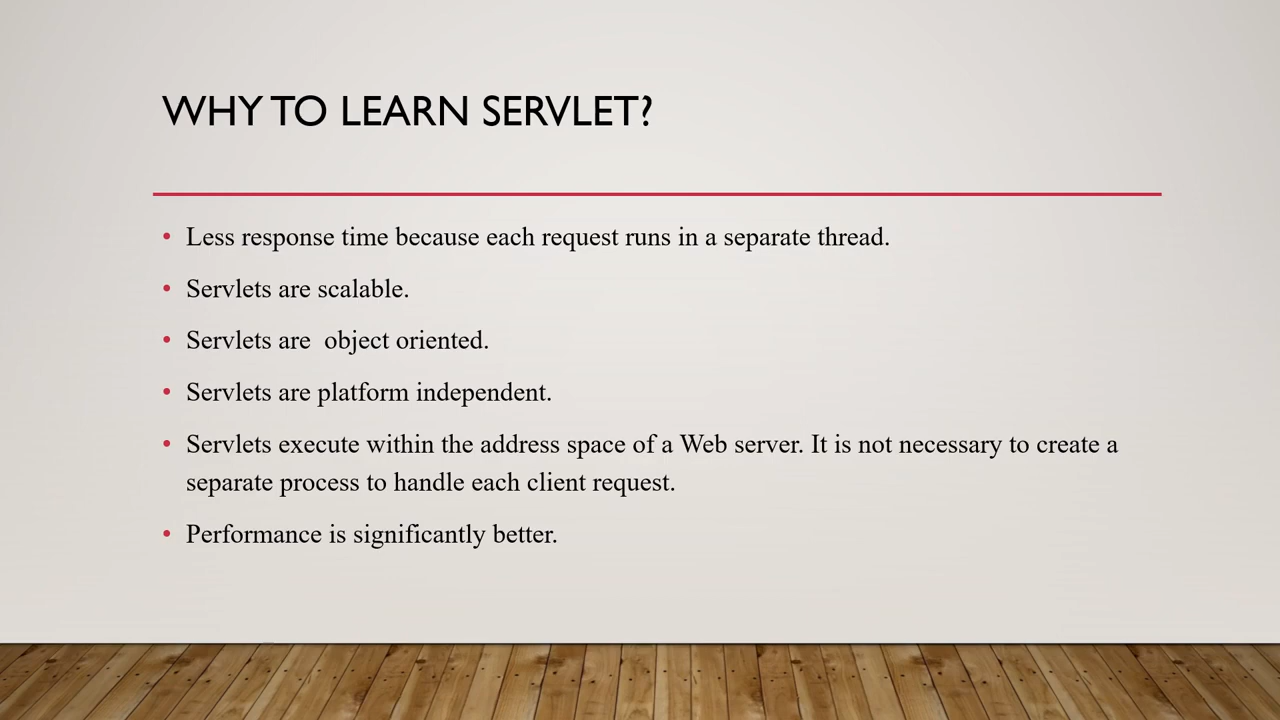 WHY TO LEARN SERVLET?
• Less response time because each request runs in a separate thread.
• Servlets are scalable.
• Servlets are  object oriented.
• Servlets are platform independent.
• Servlets execute within the address space of a Web server. It is not necessary to create a
separate process to handle each client request.
• Performance is significantly better.